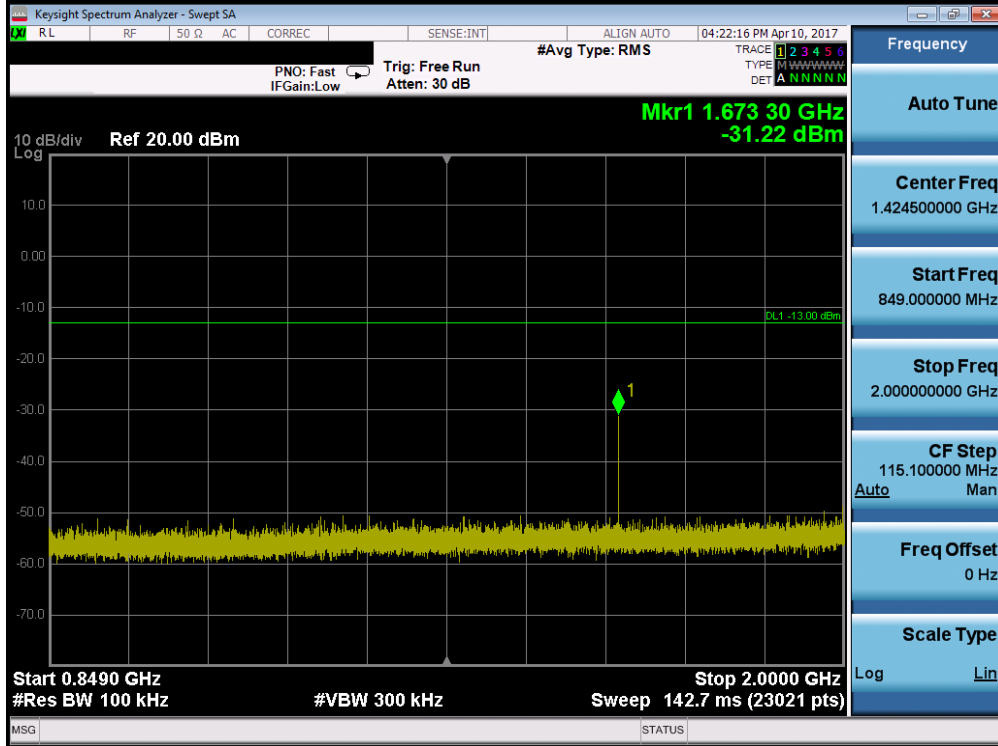 Keysight Spectrum Analyzer - Swept SA
LXI RL RF 50 Ω AC CORREC SENSE:INT ALIGN AUTO 04:22:16 PM Apr 10, 2017
#Avg Type: RMS
TRACE 1 2 3 4 5 6
PNO: Fast Trig: Free Run TYPE M WWWWW
IFGain:Low Atten: 30 dB DET A N N N N N
Mkr1 1.673 30 GHz
-31.22 dBm
10 dB/div Ref 20.00 dBm
Log
10.0
0.00
-10.0
DL1 -13.00 dBm
-20.0
1
-30.0
-40.0
-50.0
-60.0
-70.0
Start 0.8490 GHz Stop 2.0000 GHz
#Res BW 100 kHz #VBW 300 kHz Sweep 142.7 ms (23021 pts)
MSG STATUS
Frequency
Auto Tune
Center Freq
1.424500000 GHz
Start Freq
849.000000 MHz
Stop Freq
2.000000000 GHz
CF Step
115.100000 MHz
Auto Man
Freq Offset
0 Hz
Scale Type
Log Lin